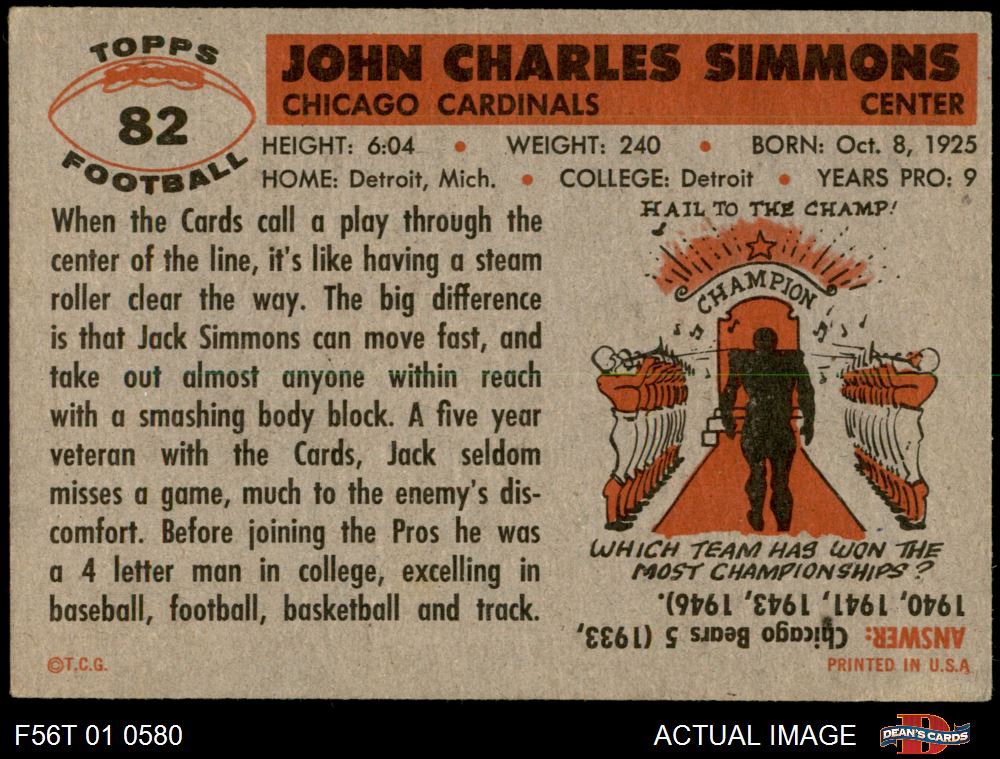 TOPPS
82
FOOTBALL
JOHN CHARLES SIMMONS
CHICAGO CARDINALS CENTER
HEIGHT: 6:04 • WEIGHT: 240 • BORN: Oct. 8, 1925
HOME: Detroit, Mich. • COLLEGE: Detroit • YEARS PRO: 9
When the Cards call a play through the
center of the line, it's like having a steam
roller clear the way. The big difference
is that Jack Simmons can move fast, and
take out almost anyone within reach
with a smashing body block. A five year
veteran with the Cards, Jack seldom
misses a game, much to the enemy's dis-
comfort. Before joining the Pros he was
a 4 letter man in college, excelling in
baseball, football, basketball and track.
©T.C.G.
HAIL TO THE CHAMP!
CHAMPION
WHICH TEAM HAS WON THE
MOST CHAMPIONSHIPS?
ANSWER: Chicago Bears 5 (1933,
1940, 1941, 1943, 1946).
PRINTED IN U.S.A
F56T 01 0580
ACTUAL IMAGE
D
DEAN'S CARDS